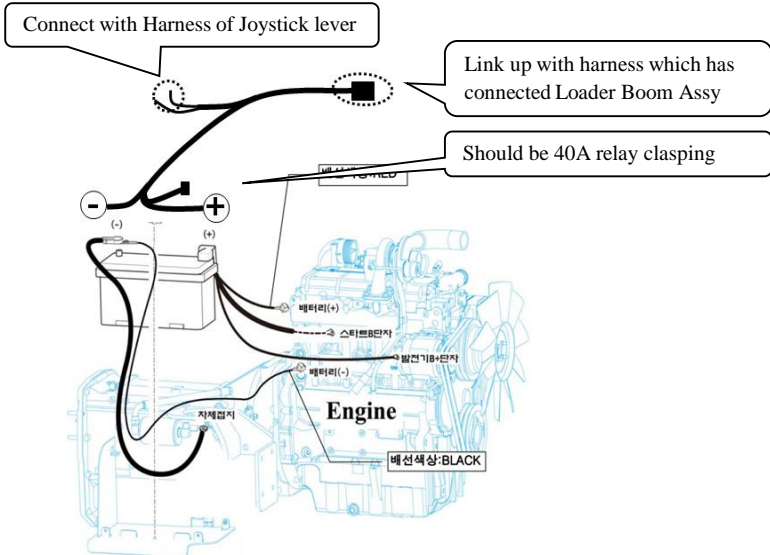 Connect with Harness of Joystick lever
Link up with harness which has
connected Loader Boom Assy
Should be 40A relay clasping
-
+
(-)
(+)
배터리(+)
스타트B단자
발전기B+단자
배터리(-)
Engine
차체접지
배선색상:BLACK